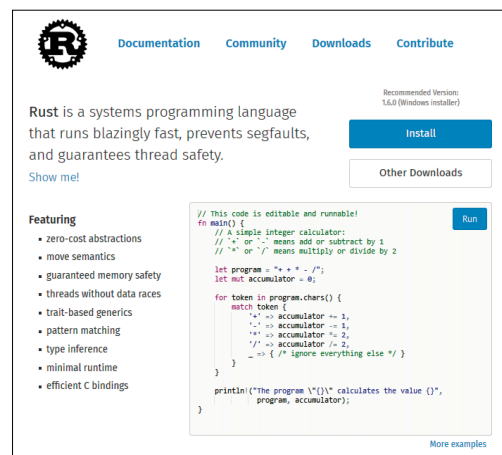 R
Documentation Community Downloads Contribute
Recommended Version:
1.6.0 (Windows installer)
Rust is a systems programming language
that runs blazingly fast, prevents segfaults,
and guarantees thread safety.
Show me!
Install
Other Downloads
Featuring
zero-cost abstractions
move semantics
guaranteed memory safety
threads without data races
trait-based generics
pattern matching
type inference
minimal runtime
efficient C bindings
Run
// This code is editable and runnable!
fn main() {
    // A simple integer calculator:
    // `+` or `-` means add or subtract by 1
    // `*` or `/` means multiply or divide by 2

    let program = "+ + * - /";
    let mut accumulator = 0;

    for token in program.chars() {
        match token {
            '+' => accumulator += 1,
            '-' => accumulator -= 1,
            '*' => accumulator *= 2,
            '/' => accumulator /= 2,
            _ => { /* ignore everything else */ }
        }
    }

    println!("The program \"{}\" calculates the value {}",
              program, accumulator);
}
More examples